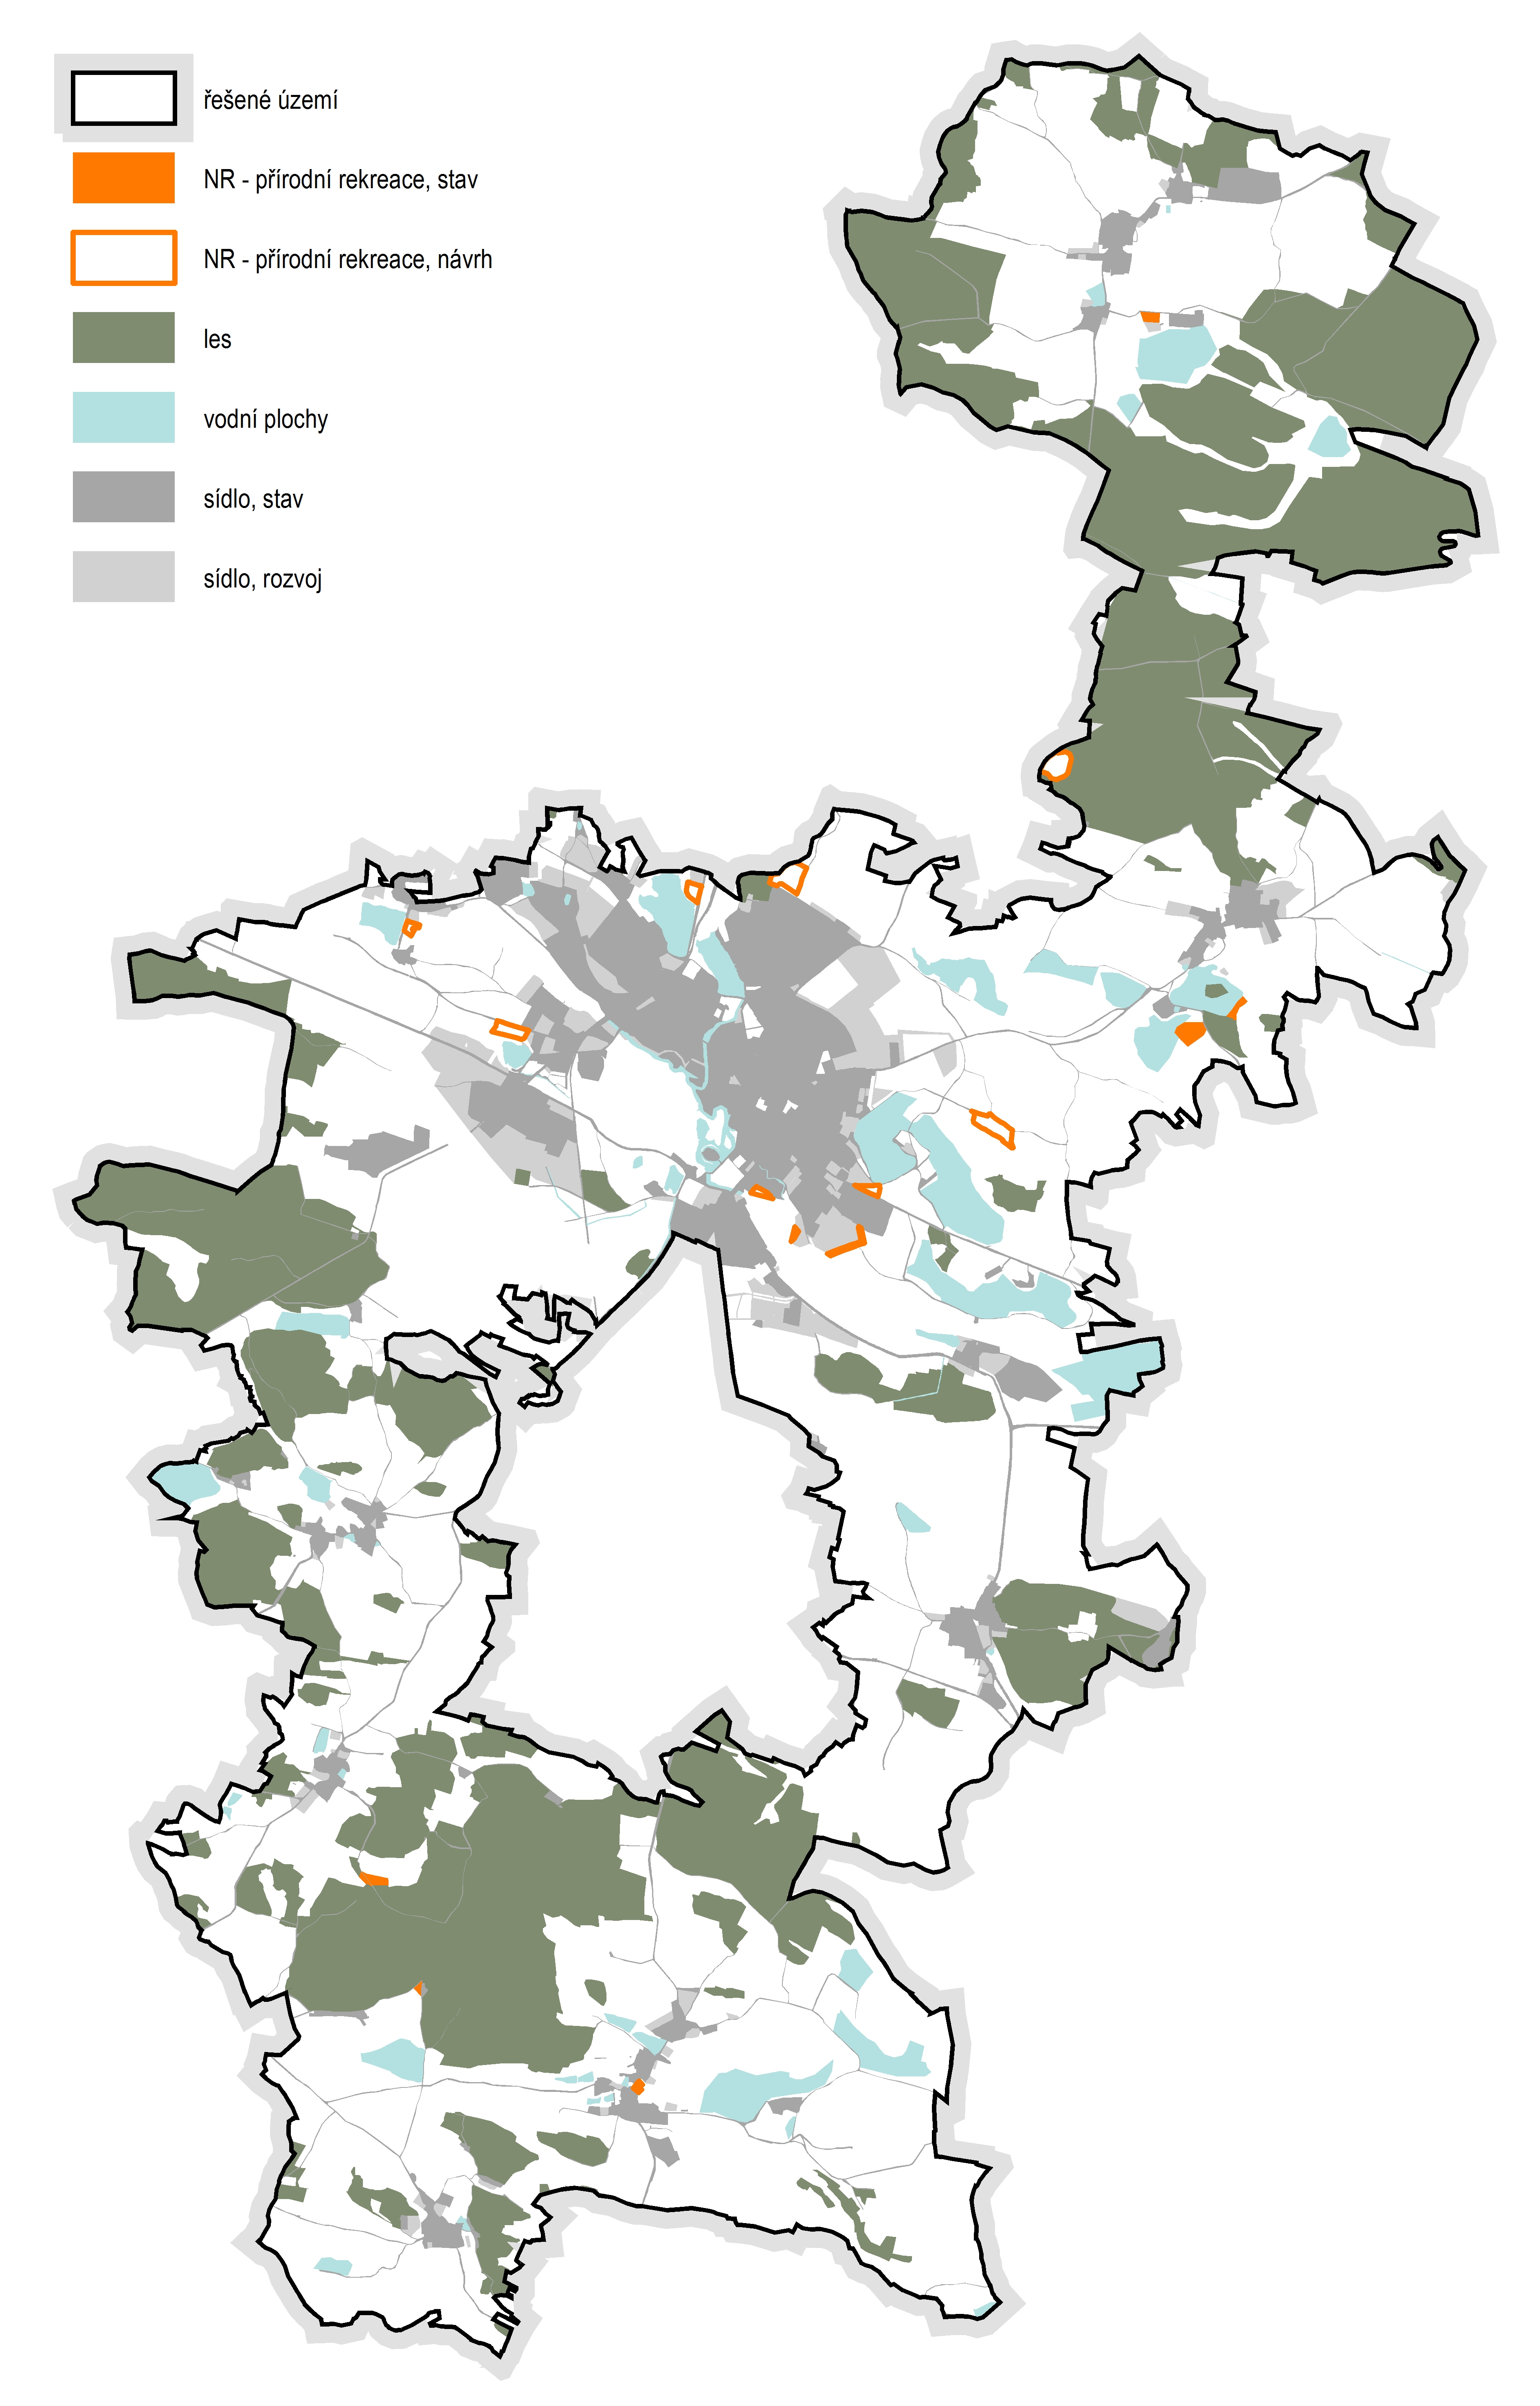 řešené území
NR - přírodní rekreace, stav
NR - přírodní rekreace, návrh
les
vodní plochy
sídlo, stav
sídlo, rozvoj